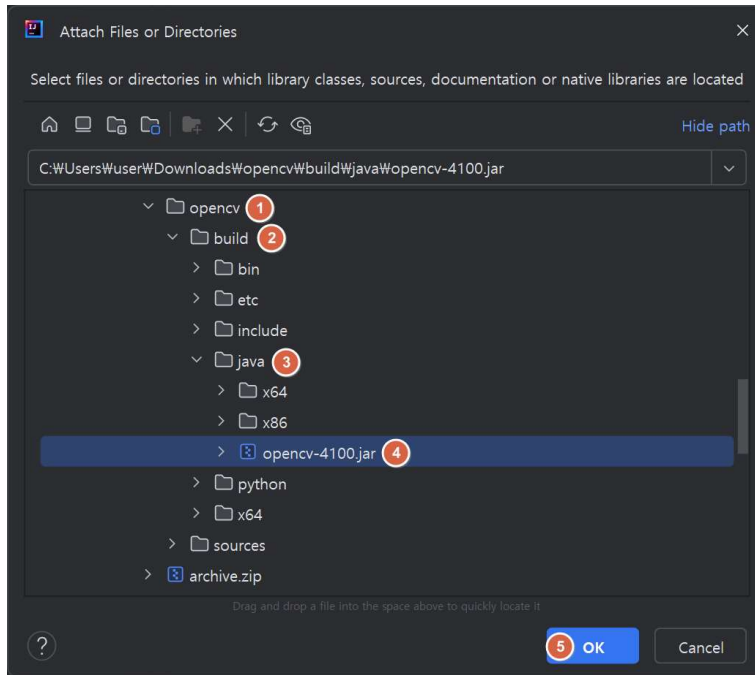 Attach Files or Directories
Select files or directories in which library classes, sources, documentation or native libraries are located
Hide path
C:₩Users₩user₩Downloads₩opencv₩build₩java₩opencv-4100.jar
opencv 1
build 2
bin
etc
include
java 3
x64
x86
opencv-4100.jar 4
python
x64
sources
archive.zip
Drag and drop a file into the space above to quickly locate it
? 5 OK Cancel